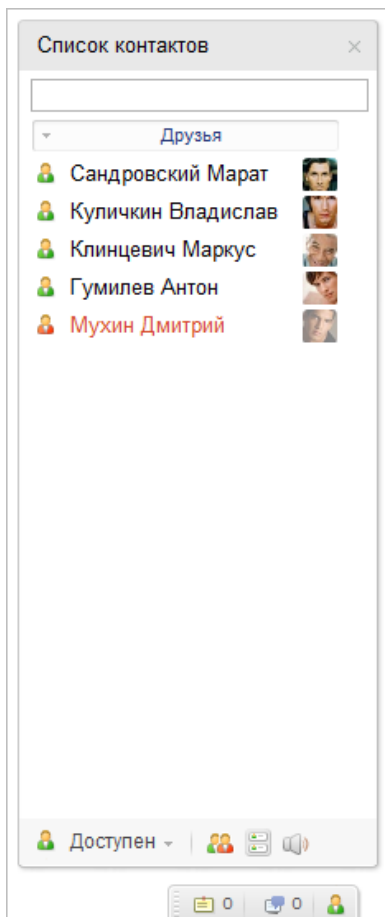 Список контактов
Друзья
Сандровский Марат
Куличкин Владислав
Клинцевич Маркус
Гумилев Антон
Мухин Дмитрий
Доступен
0 0